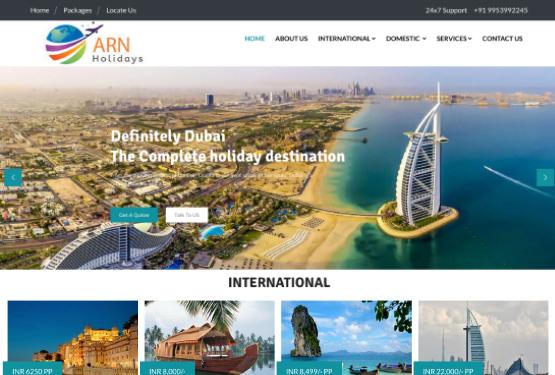 Home / Packages / Locate Us
24x7 Support +91 9953992245
ARN
Holidays
HOME ABOUT US INTERNATIONAL DOMESTIC SERVICES CONTACT US
Definitely Dubai
The Complete holiday destination
Get A Quote
Talk To US
INTERNATIONAL
INR 6250 PP
INR 8,000/-
INR 8,499/- PP
INR 22,000/- PP